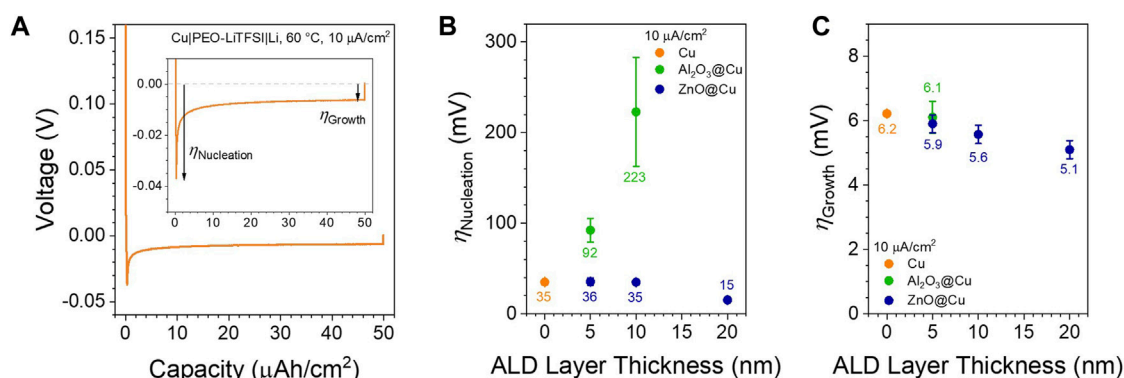 A
Cu|PEO-LiTFSI|Li, 60 °C, 10 μA/cm²
0.15
0.10
0.05
0.00
-0.05
Voltage (V)
0.00
-0.02
-0.04
ηNucleation
ηGrowth
0 10 20 30 40 50
0 10 20 30 40 50
Capacity (μAh/cm²)
B
300
200
100
0
ηNucleation (mV)
10 μA/cm²
Cu
Al₂O₃@Cu
ZnO@Cu
223
92
35
36
35
15
0 5 10 15 20
ALD Layer Thickness (nm)
C
8
6
4
2
0
ηGrowth (mV)
6.2
6.1
5.9
5.6
5.1
10 μA/cm²
Cu
Al₂O₃@Cu
ZnO@Cu
0 5 10 15 20
ALD Layer Thickness (nm)